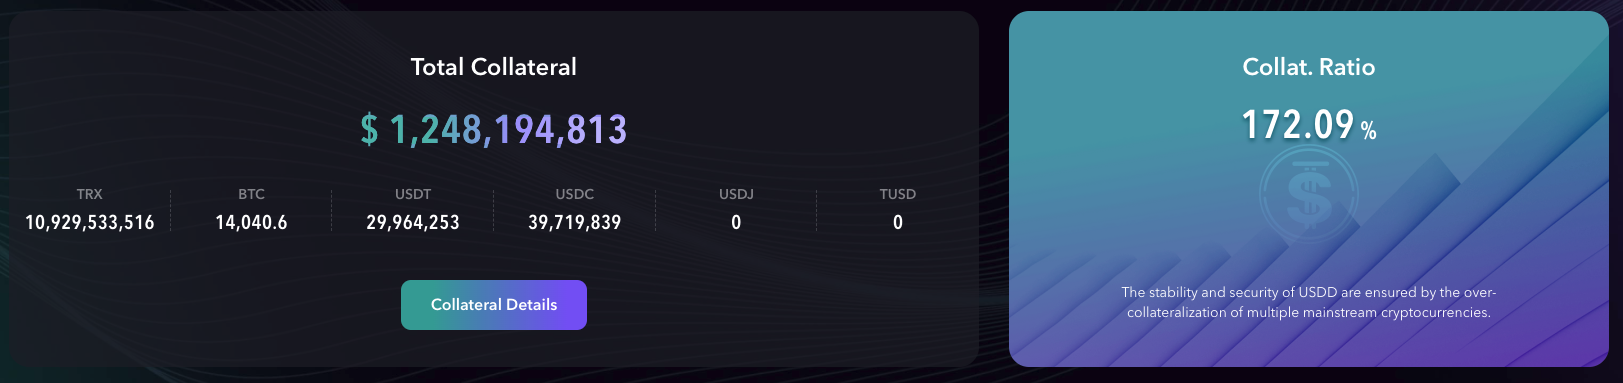 Total Collateral
$ 1,248,194,813
TRX
10,929,533,516
BTC
14,040.6
USDT
29,964,253
USDC
39,719,839
USDJ
0
TUSD
0
Collateral Details
Collat. Ratio
172.09 %
The stability and security of USDD are ensured by the over-
collateralization of multiple mainstream cryptocurrencies.